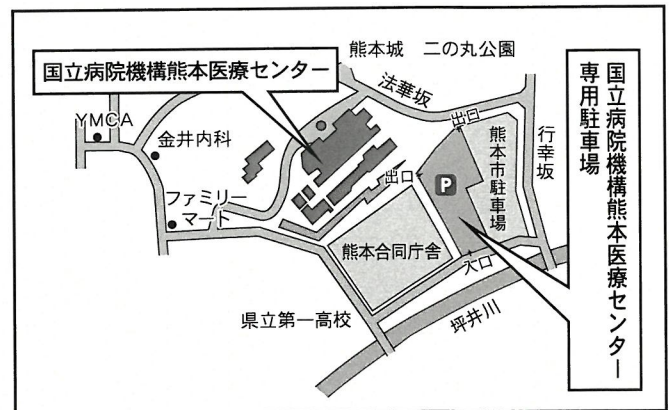 熊本城 二の丸公園
国立病院機構熊本医療センター
国立病院機構熊本医療センター
専用駐車場
法華坂
YMCA
金井内科
出口
熊本市駐車場
行幸坂
出口
P
ファミリー
マート
熊本合同庁舎
入口
県立第一高校
坪井川